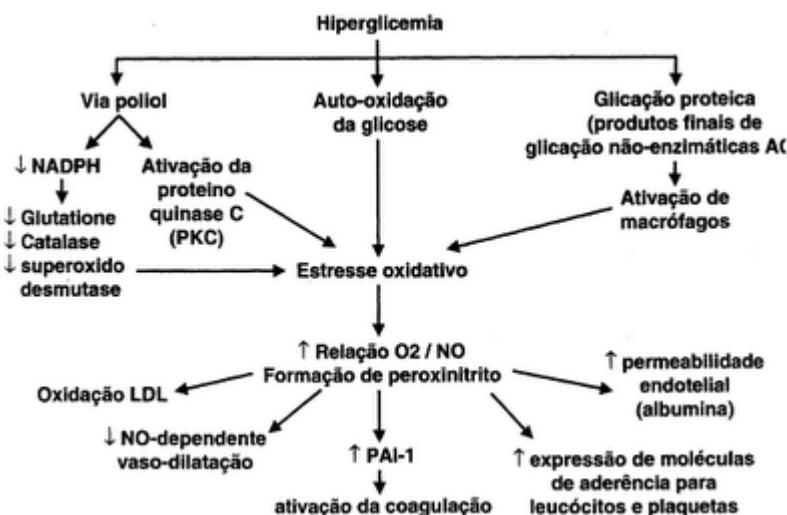 Hiperglicemia
Via poliol
Auto-oxidação
da glicose
Glicação proteica
(produtos finais de
glicação não-enzimáticas A
↓ NADPH
Ativação da
proteino
quinase C
(PKC)
Ativação de
macrófagos
↓ Glutatione
↓ Catalase
↓ superoxido
desmutase
Estresse oxidativo
↑ Relação O2 / NO
Formação de peroxinitrito
↑ permeabilidade
endotelial
(albumina)
Oxidação LDL
↓ NO-dependente
vaso-dilatação
↑ PAI-1
ativação da coagulação
↑ expressão de moléculas
de aderência para
leucócitos e plaquetas